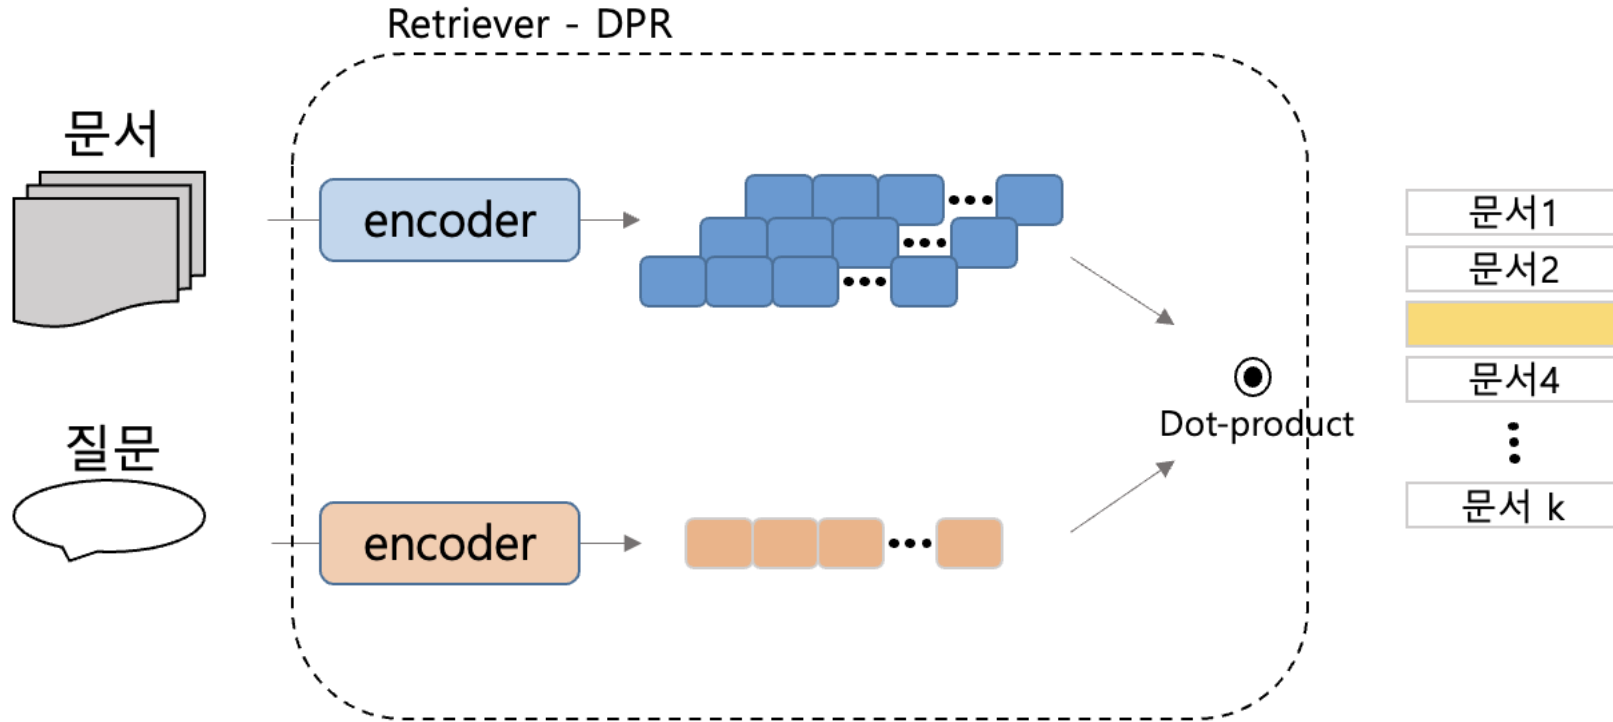 Retriever - DPR
문서
encoder
질문
encoder
Dot-product
문서1
문서2
문서4
문서 k